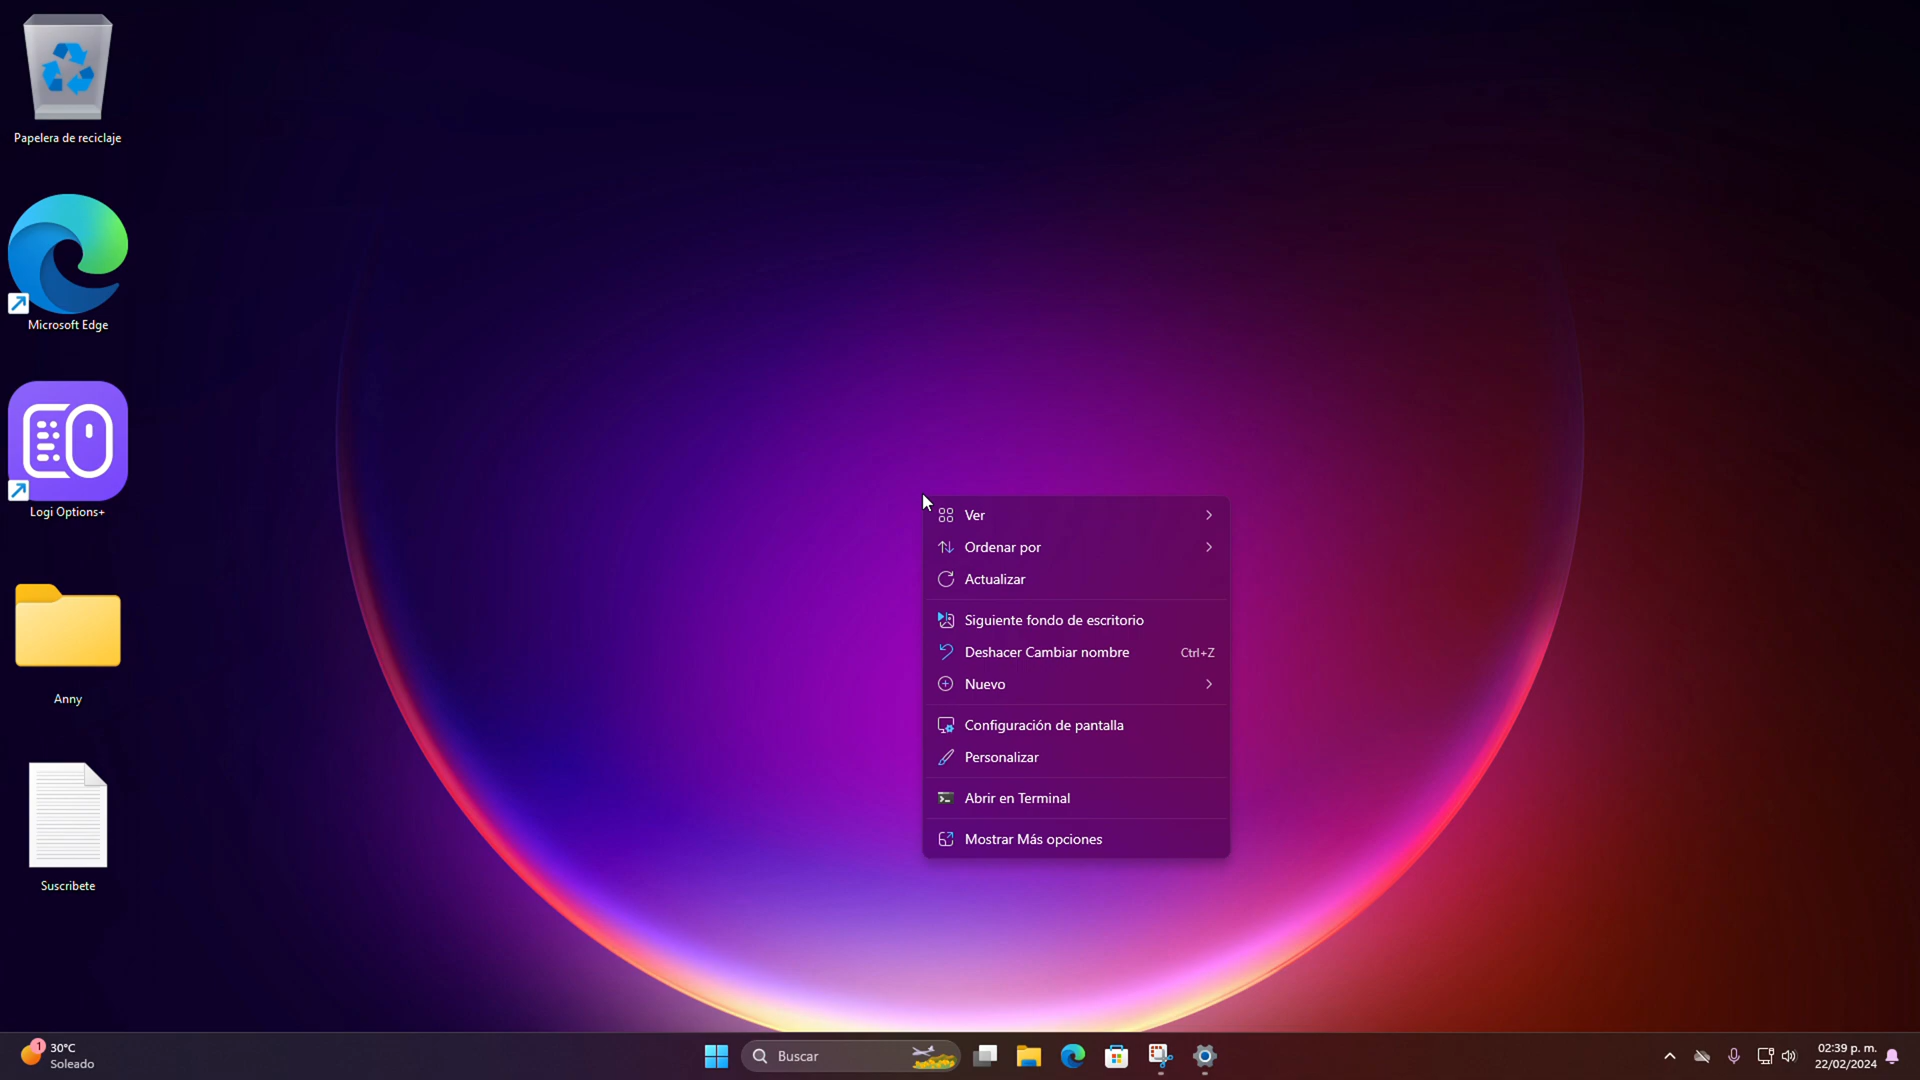 Papelera de reciclaje
Microsoft Edge
Logi Options+
Anny
Suscribete
Ver
Ordenar por
Actualizar
Siguiente fondo de escritorio
Deshacer Cambiar nombre Ctrl+Z
Nuevo
Configuración de pantalla
Personalizar
Abrir en Terminal
Mostrar Más opciones
1
30°C
Soleado
Buscar
02:39 p. m.
22/02/2024